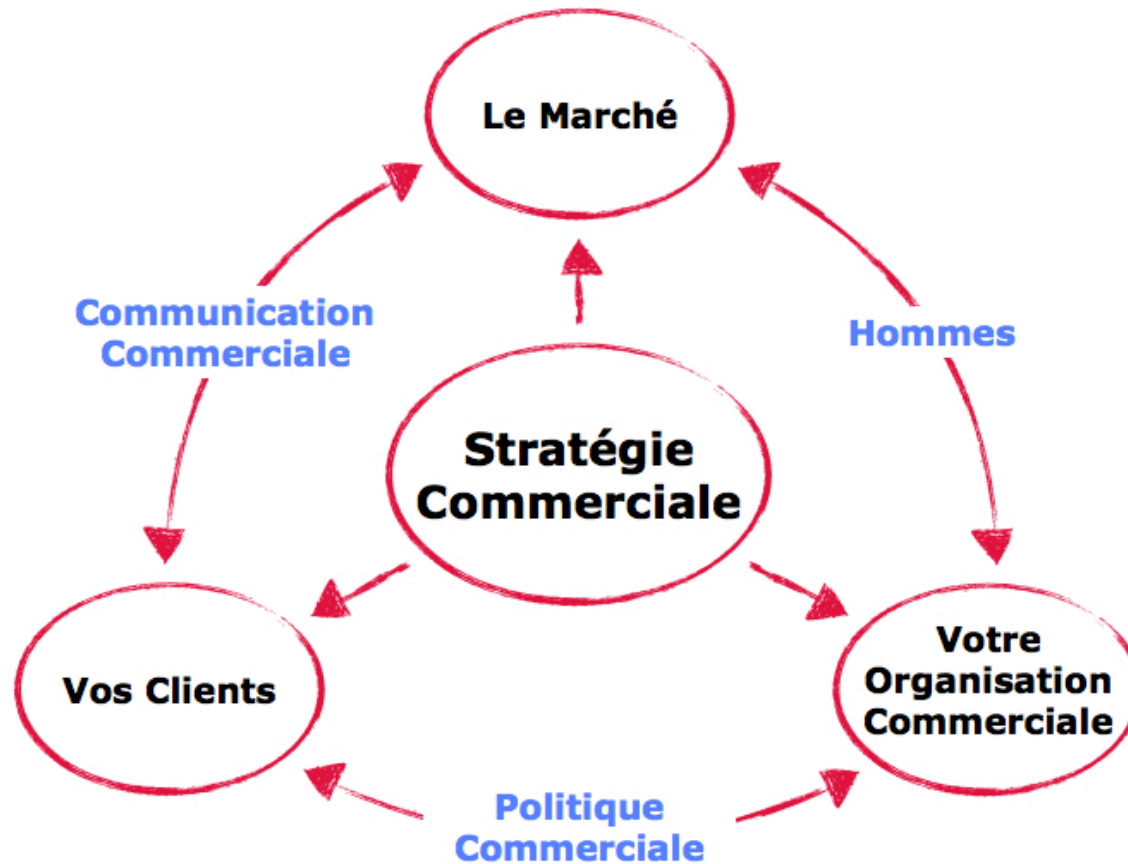 Le Marché
Communication
Commerciale
Hommes
Stratégie
Commerciale
Vos Clients
Votre
Organisation
Commerciale
Politique
Commerciale